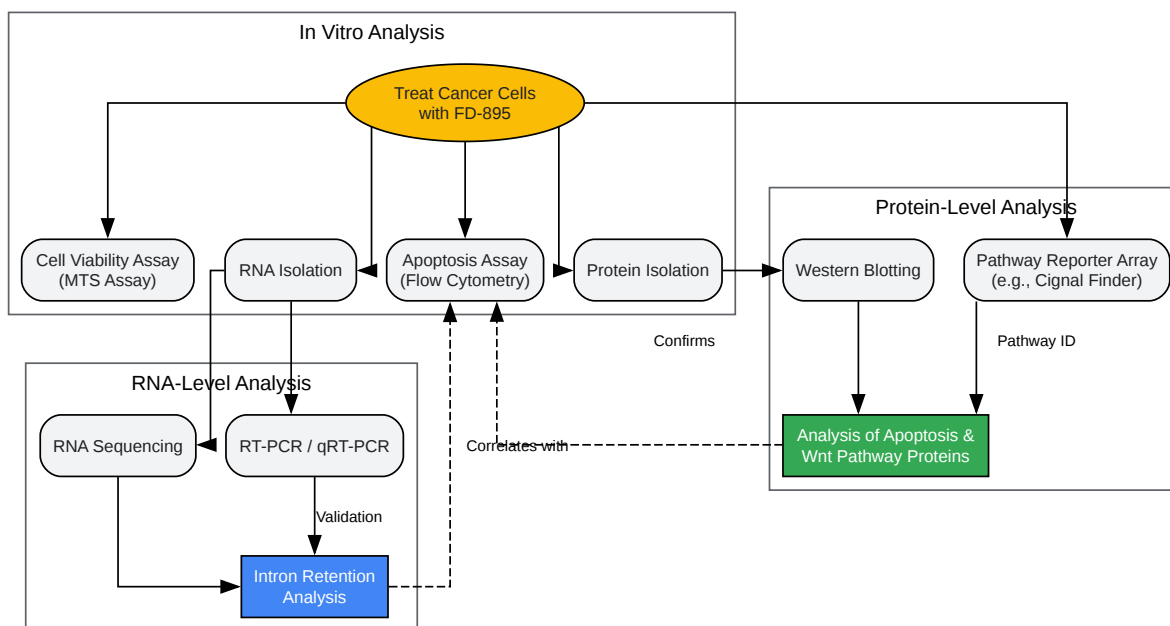 In Vitro Analysis
Treat Cancer Cells
with FD-895
Protein-Level Analysis
Cell Viability Assay
(MTS Assay)
RNA Isolation
Apoptosis Assay
(Flow Cytometry)
Protein Isolation
Western Blotting
Pathway Reporter Array
(e.g., Cignal Finder)
Confirms
Pathway ID
RNA-Level Analysis
RNA Sequencing
RT-PCR / qRT-PCR
Correlates with
Analysis of Apoptosis &
Wnt Pathway Proteins
Validation
Intron Retention
Analysis